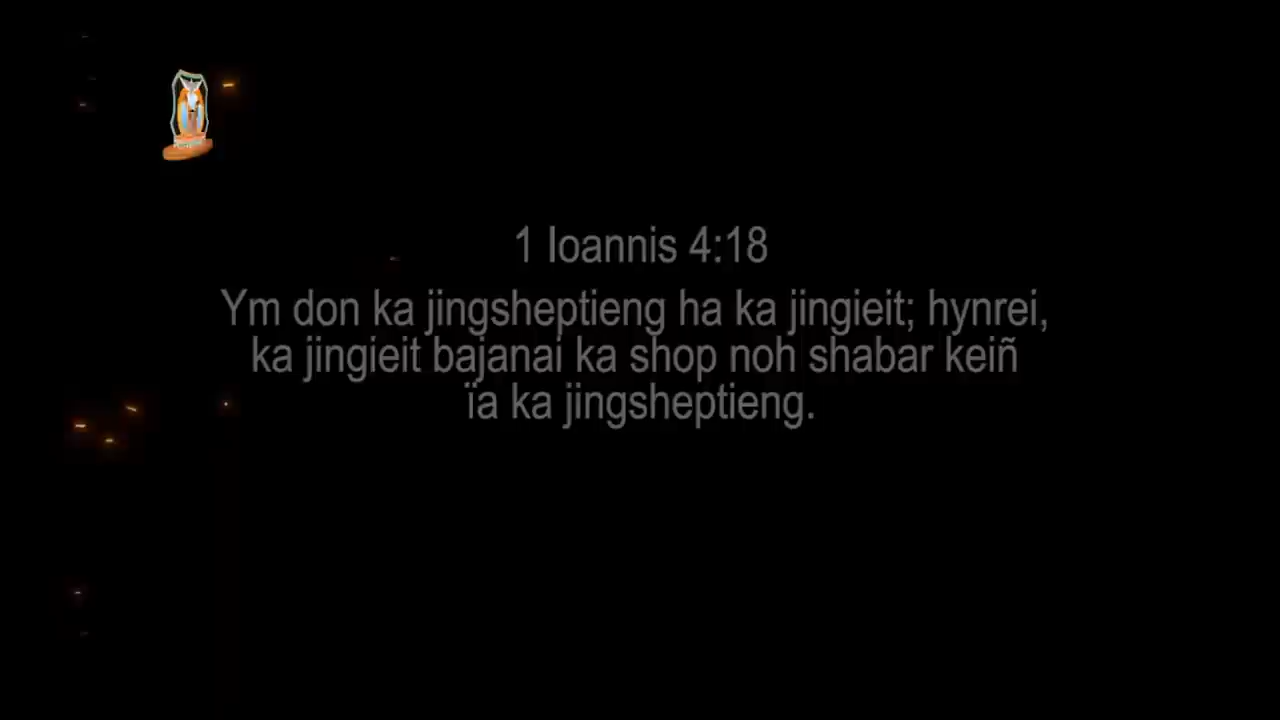 1 Ioannis 4:18
Ym don ka jingsheptieng ha ka jingieit; hynrei,
ka jingieit bajanai ka shop noh shabar keiñ
ïa ka jingsheptieng.